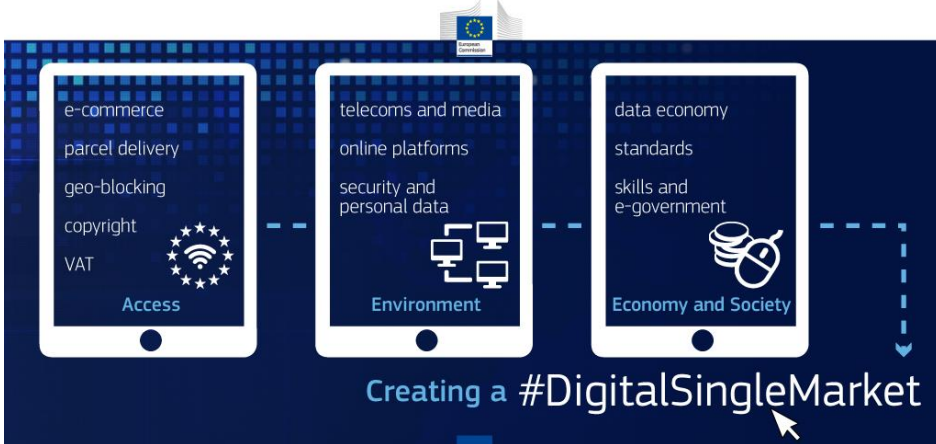 European
Commission
e-commerce
parcel delivery
geo-blocking
copyright
VAT
Access
telecoms and media
online platforms
security and
personal data
Environment
data economy
standards
skills and
e-government
Economy and Society
Creating a #DigitalSingleMarket